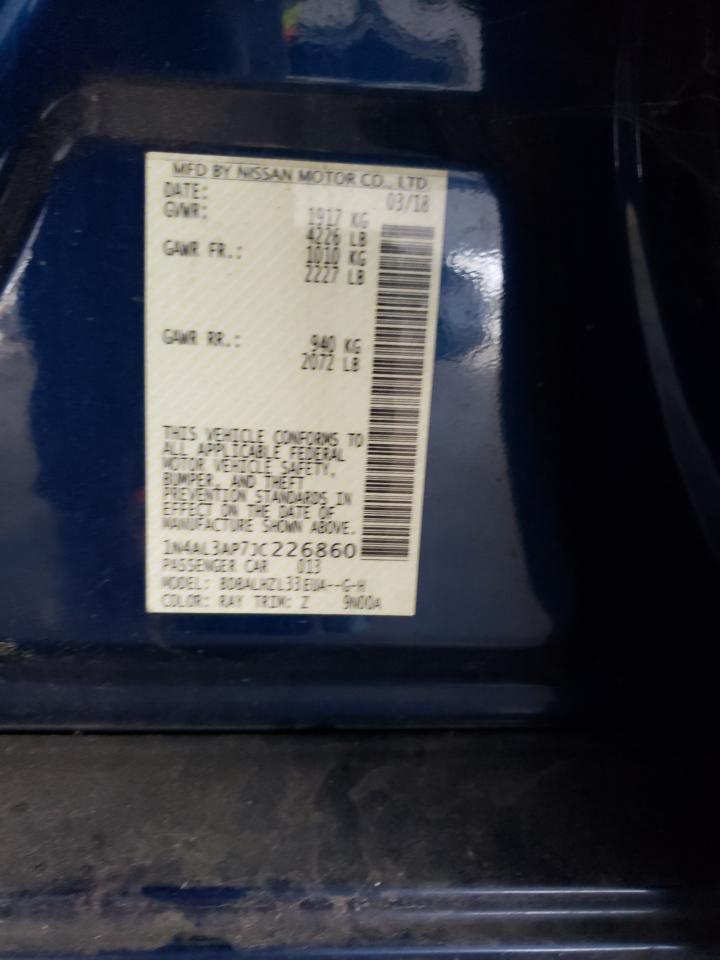 MFD BY NISSAN MOTOR CO., LTD.
DATE: 03/18
GVWR: 1917 KG
4226 LB
GAWR FR.: 1010 KG
2227 LB
GAWR RR.: 940 KG
2072 LB
THIS VEHICLE CONFORMS TO
ALL APPLICABLE FEDERAL
MOTOR VEHICLE SAFETY,
BUMPER, AND THEFT
PREVENTION STANDARDS IN
EFFECT ON THE DATE OF
MANUFACTURE SHOWN ABOVE.
1N4AL3AP7JC226860
PASSENGER CAR 013
MODEL: BDBALHZL33EUA--G-H
COLOR: RAY TRIM: Z 9N00A